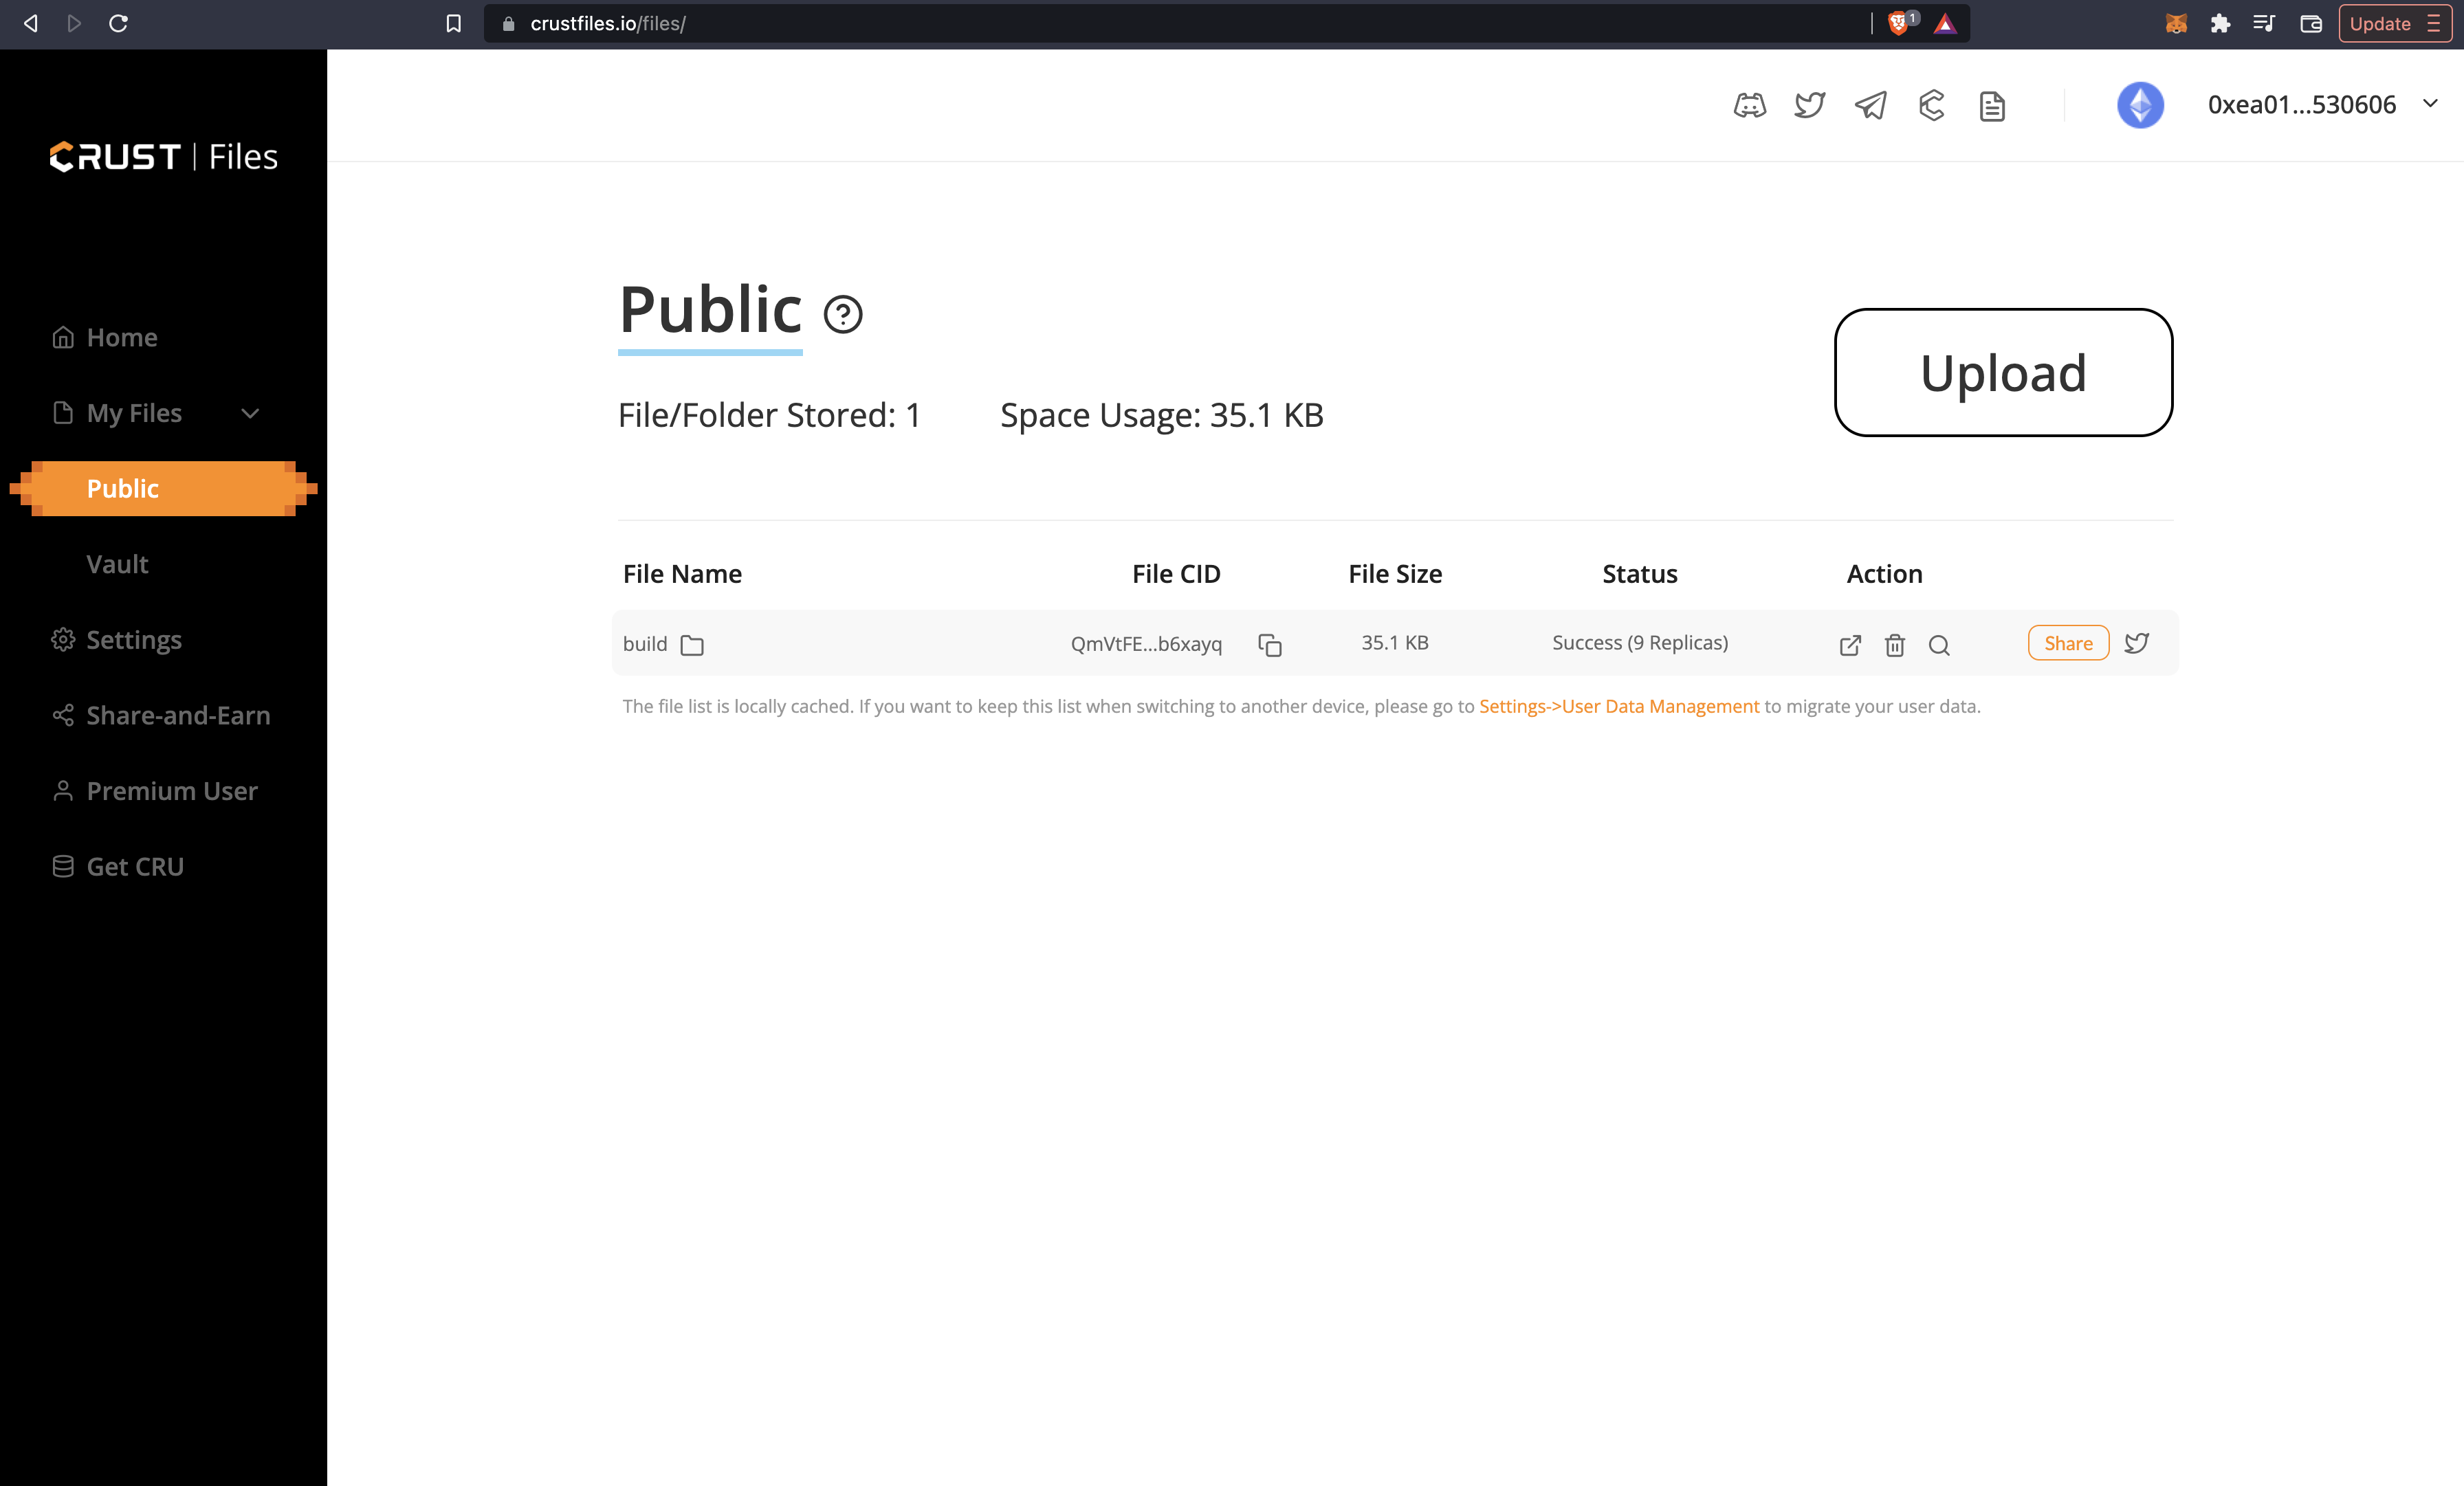 crustfiles.io/files/
1
Update
CRUST | Files
0xea01...530606
Home
My Files
Public
Vault
Settings
Share-and-Earn
Premium User
Get CRU
Public
File/Folder Stored: 1 Space Usage: 35.1 KB
Upload
File Name File CID File Size Status Action
build QmVtFE...b6xayq 35.1 KB Success (9 Replicas) Share
The file list is locally cached. If you want to keep this list when switching to another device, please go to Settings->User Data Management to migrate your user data.